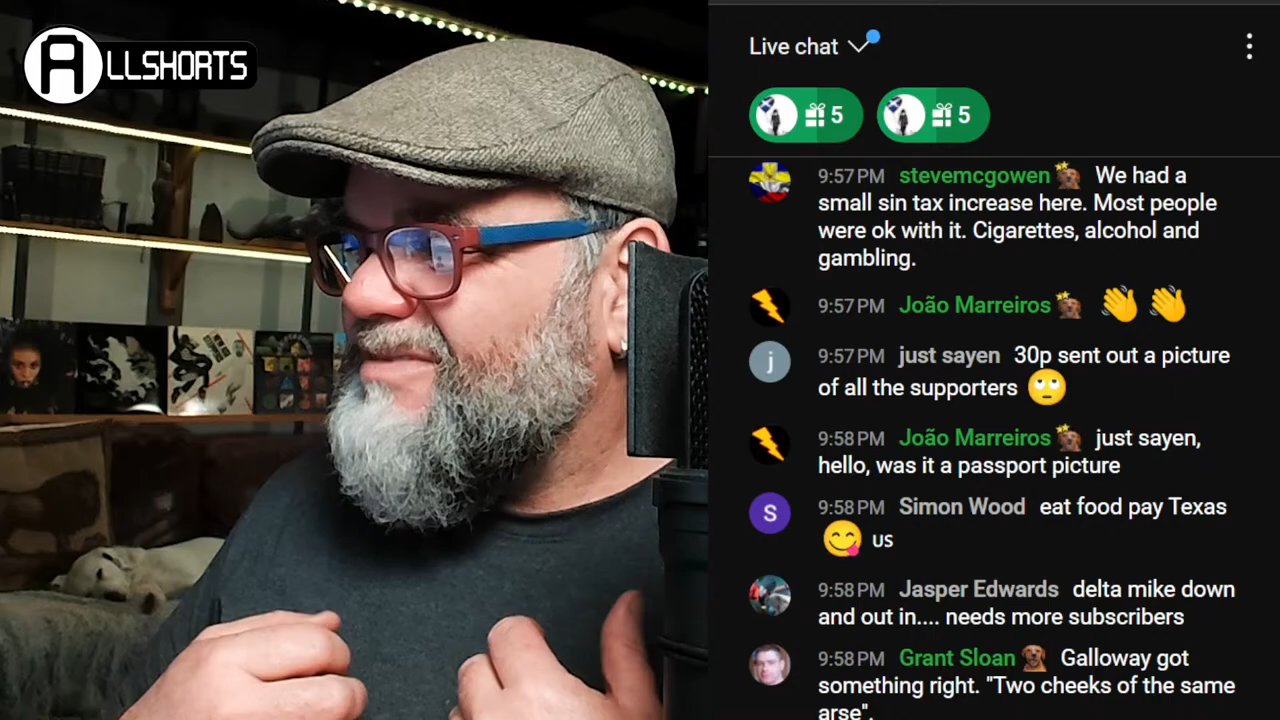 ALLSHORTS
Live chat
5
5
9:57 PM stevemcgowen We had a
small sin tax increase here. Most people
were ok with it. Cigarettes, alcohol and
gambling.
9:57 PM João Marreiros
j
9:57 PM just sayen 30p sent out a picture
of all the supporters
9:58 PM João Marreiros just sayen,
hello, was it a passport picture
S
9:58 PM Simon Wood eat food pay Texas
us
9:58 PM Jasper Edwards delta mike down
and out in.... needs more subscribers
9:58 PM Grant Sloan Galloway got
something right. "Two cheeks of the same
arse".